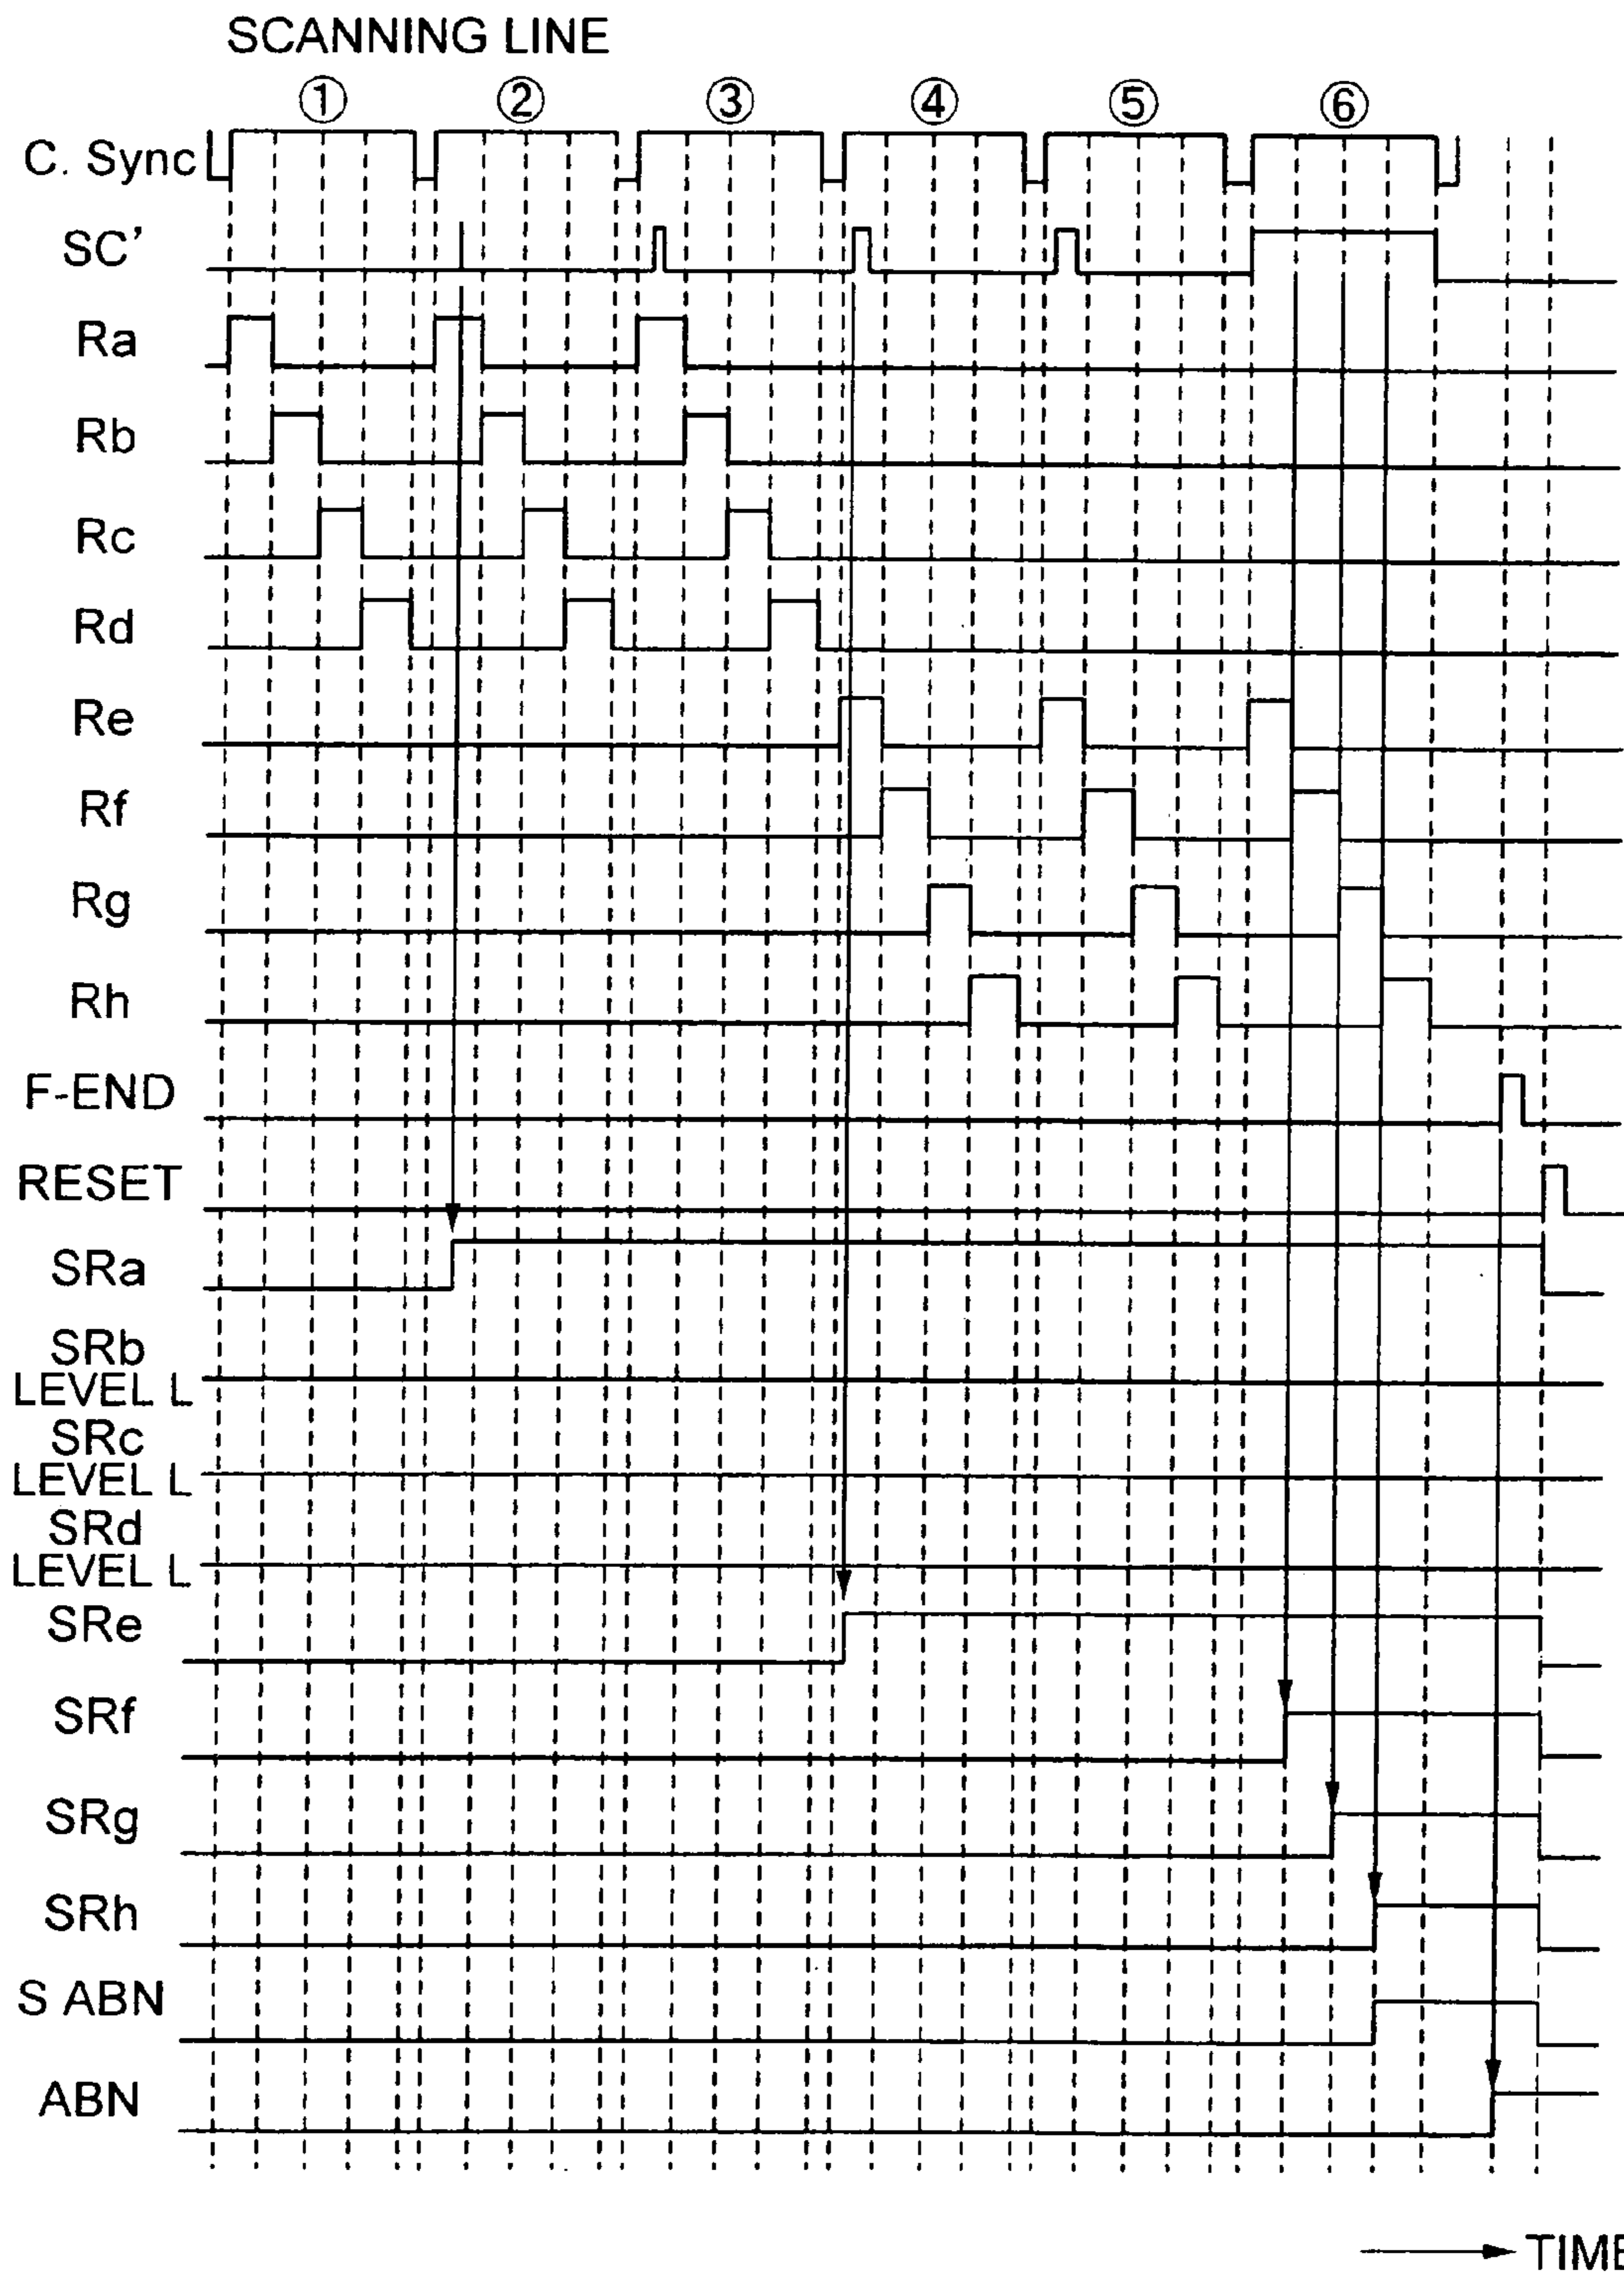 SCANNING LINE
① ② ③ ④ ⑤ ⑥
C. Sync
SC'
Ra
Rb
Rc
Rd
Re
Rf
Rg
Rh
F-END
RESET
SRa
SRb
LEVEL L
SRc
LEVEL L
SRd
LEVEL L
SRe
SRf
SRg
SRh
S ABN
ABN
TIME